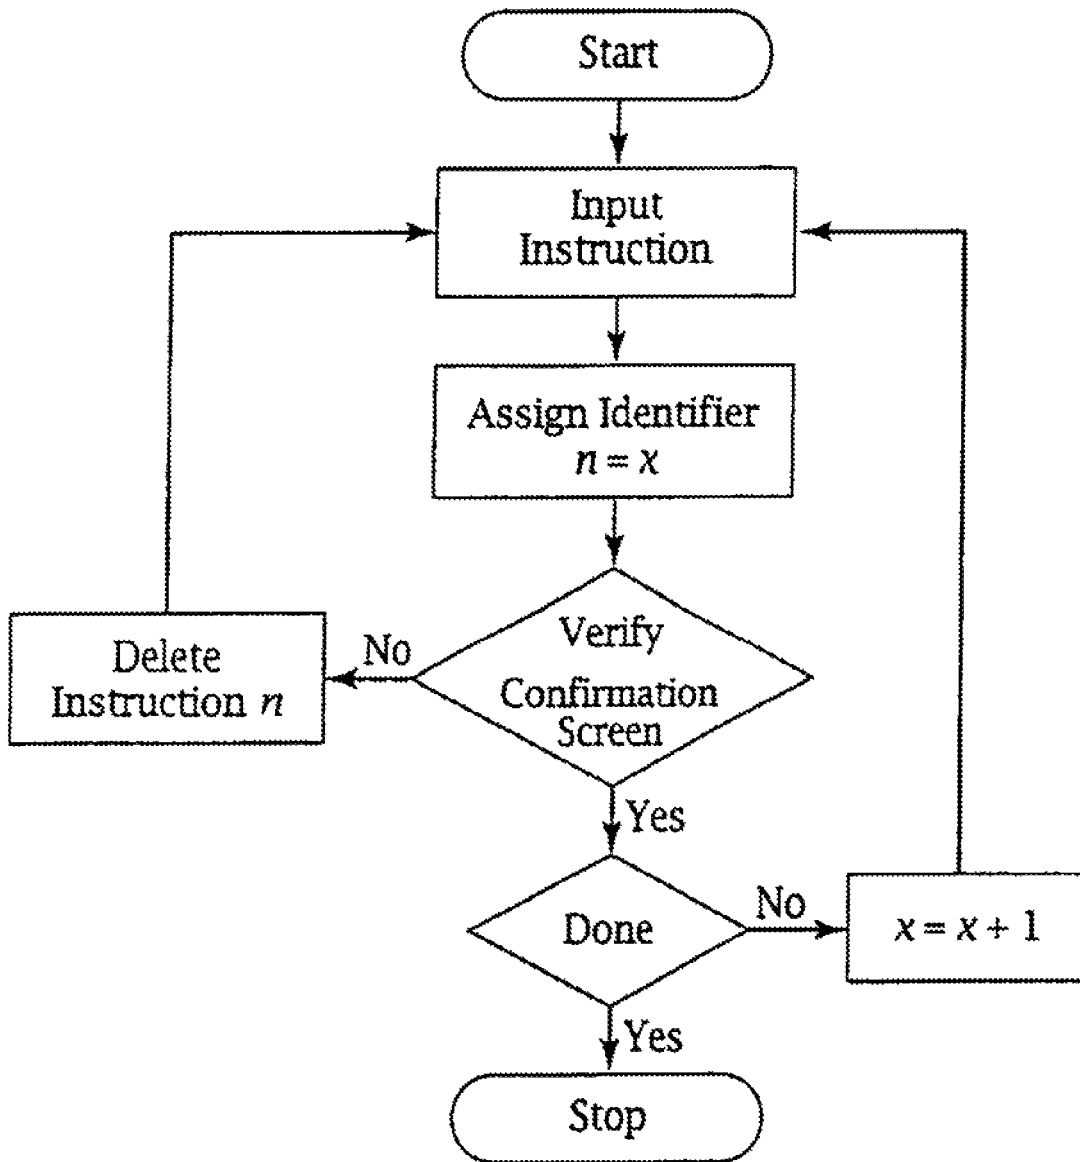 Start
Input
Instruction
Assign Identifier
n = x
Verify
Confirmation
Screen
No
Delete
Instruction n
Yes
Done
No
x = x + 1
Yes
Stop